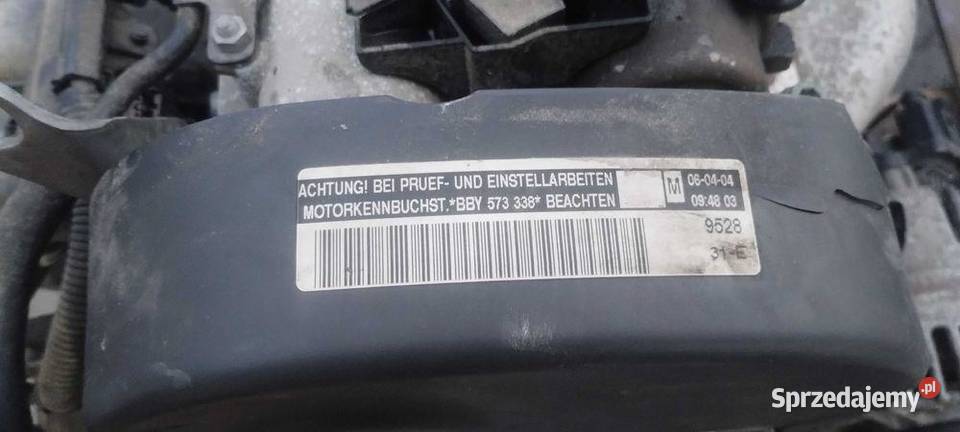 ACHTUNG! BEI PRUEF- UND EINSTELLARBEITEN
MOTORKENNBUCHST.*BBY 573 338* BEACHTEN
M
06-04-04
09:48 03
9528
31-E
Sprzedajemy.pl